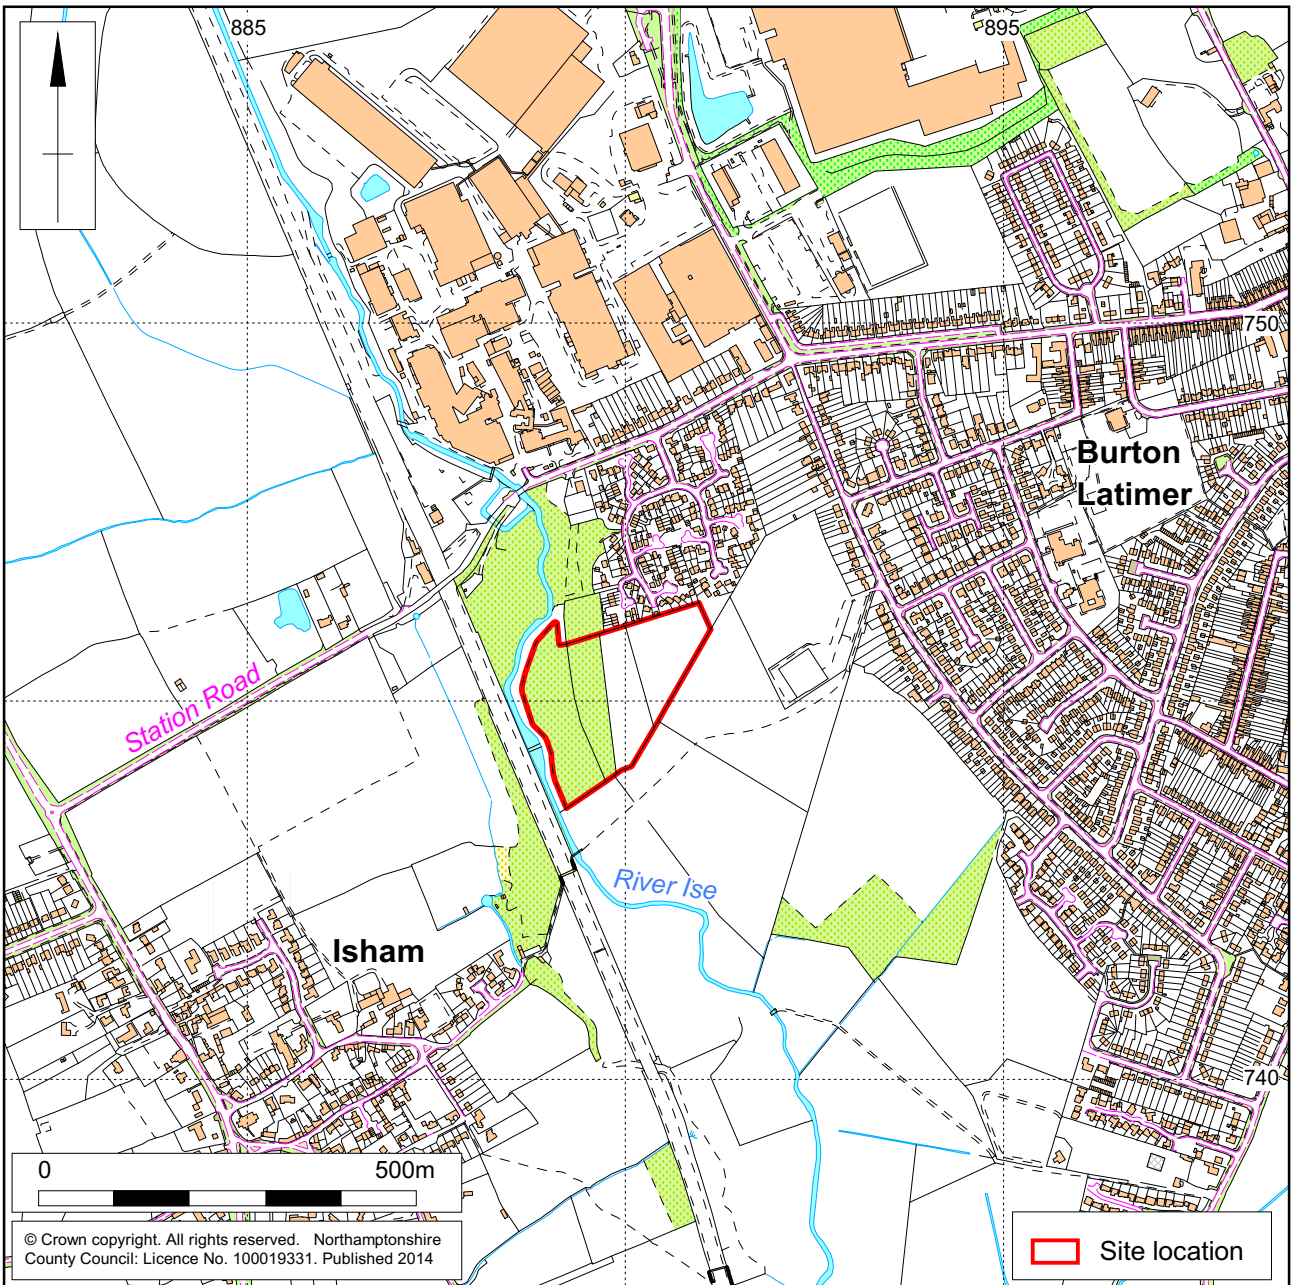 885
895
750
Burton
Latimer
Station Road
River Ise
Isham
740
0 500m
© Crown copyright. All rights reserved. Northamptonshire
County Council: Licence No. 100019331. Published 2014
Site location